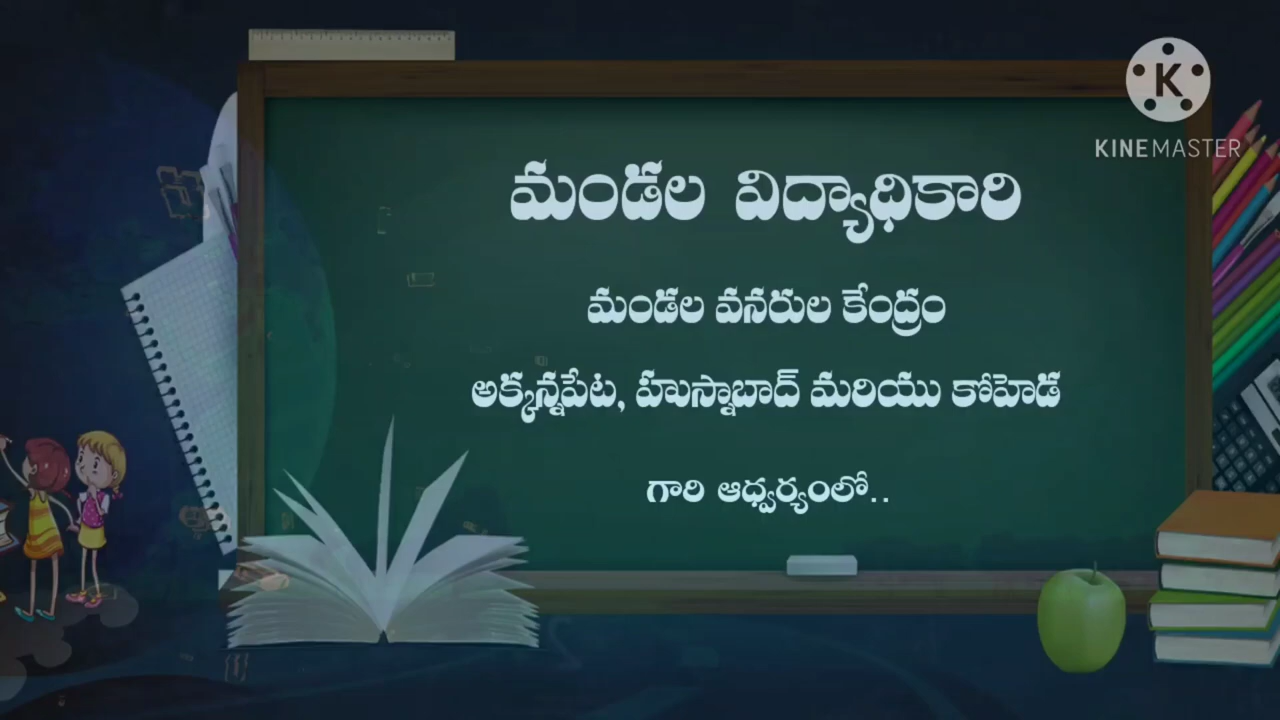 K
KINEMASTER
మండల విద్యాధికారి
మండల వనరుల కేంద్రం
అక్కన్నపేట, హుస్నాబాద్ మరియు కోహెడ
గారి ఆధ్వర్యంలో..